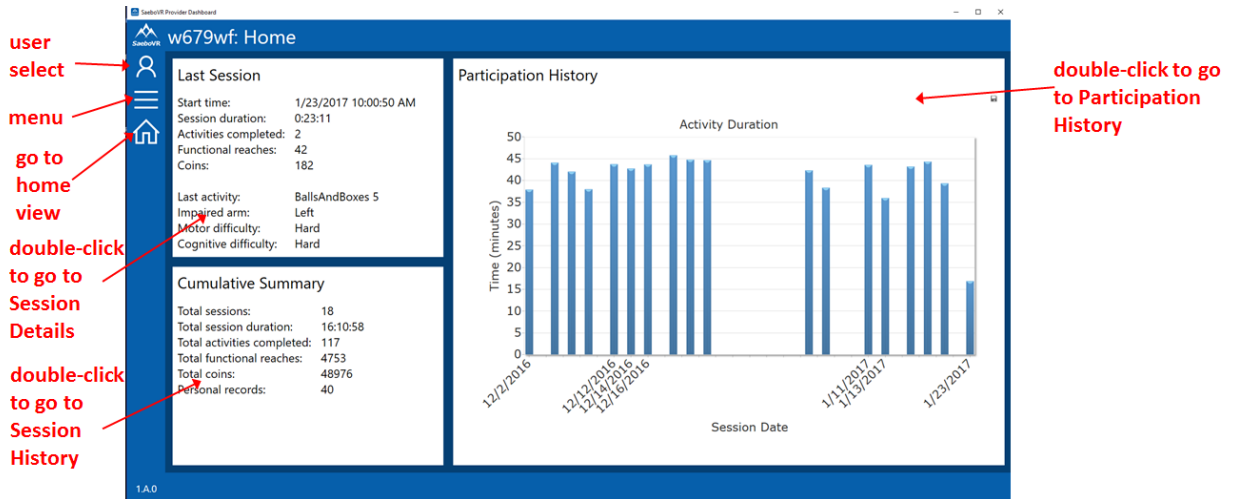 SaeboVR Provider Dashboard
SaeboVR
w679wf: Home
user
select
menu
go to
home
view
double-click
to go to
Session
Details
double-click
to go to
Session
History
Last Session
Start time: 1/23/2017 10:00:50 AM
Session duration: 0:23:11
Activities completed: 2
Functional reaches: 42
Coins: 182
Last activity: BallsAndBoxes 5
Impaired arm: Left
Motor difficulty: Hard
Cognitive difficulty: Hard
Cumulative Summary
Total sessions: 18
Total session duration: 16:10:58
Total activities completed: 117
Total functional reaches: 4753
Total coins: 48976
Personal records: 40
Participation History
Activity Duration
Time (minutes)
50
45
40
35
30
25
20
15
10
5
0
12/2/2016
12/12/2016
12/14/2016
12/16/2016
1/11/2017
1/13/2017
1/23/2017
Session Date
double-click to go
to Participation
History
1.A.0